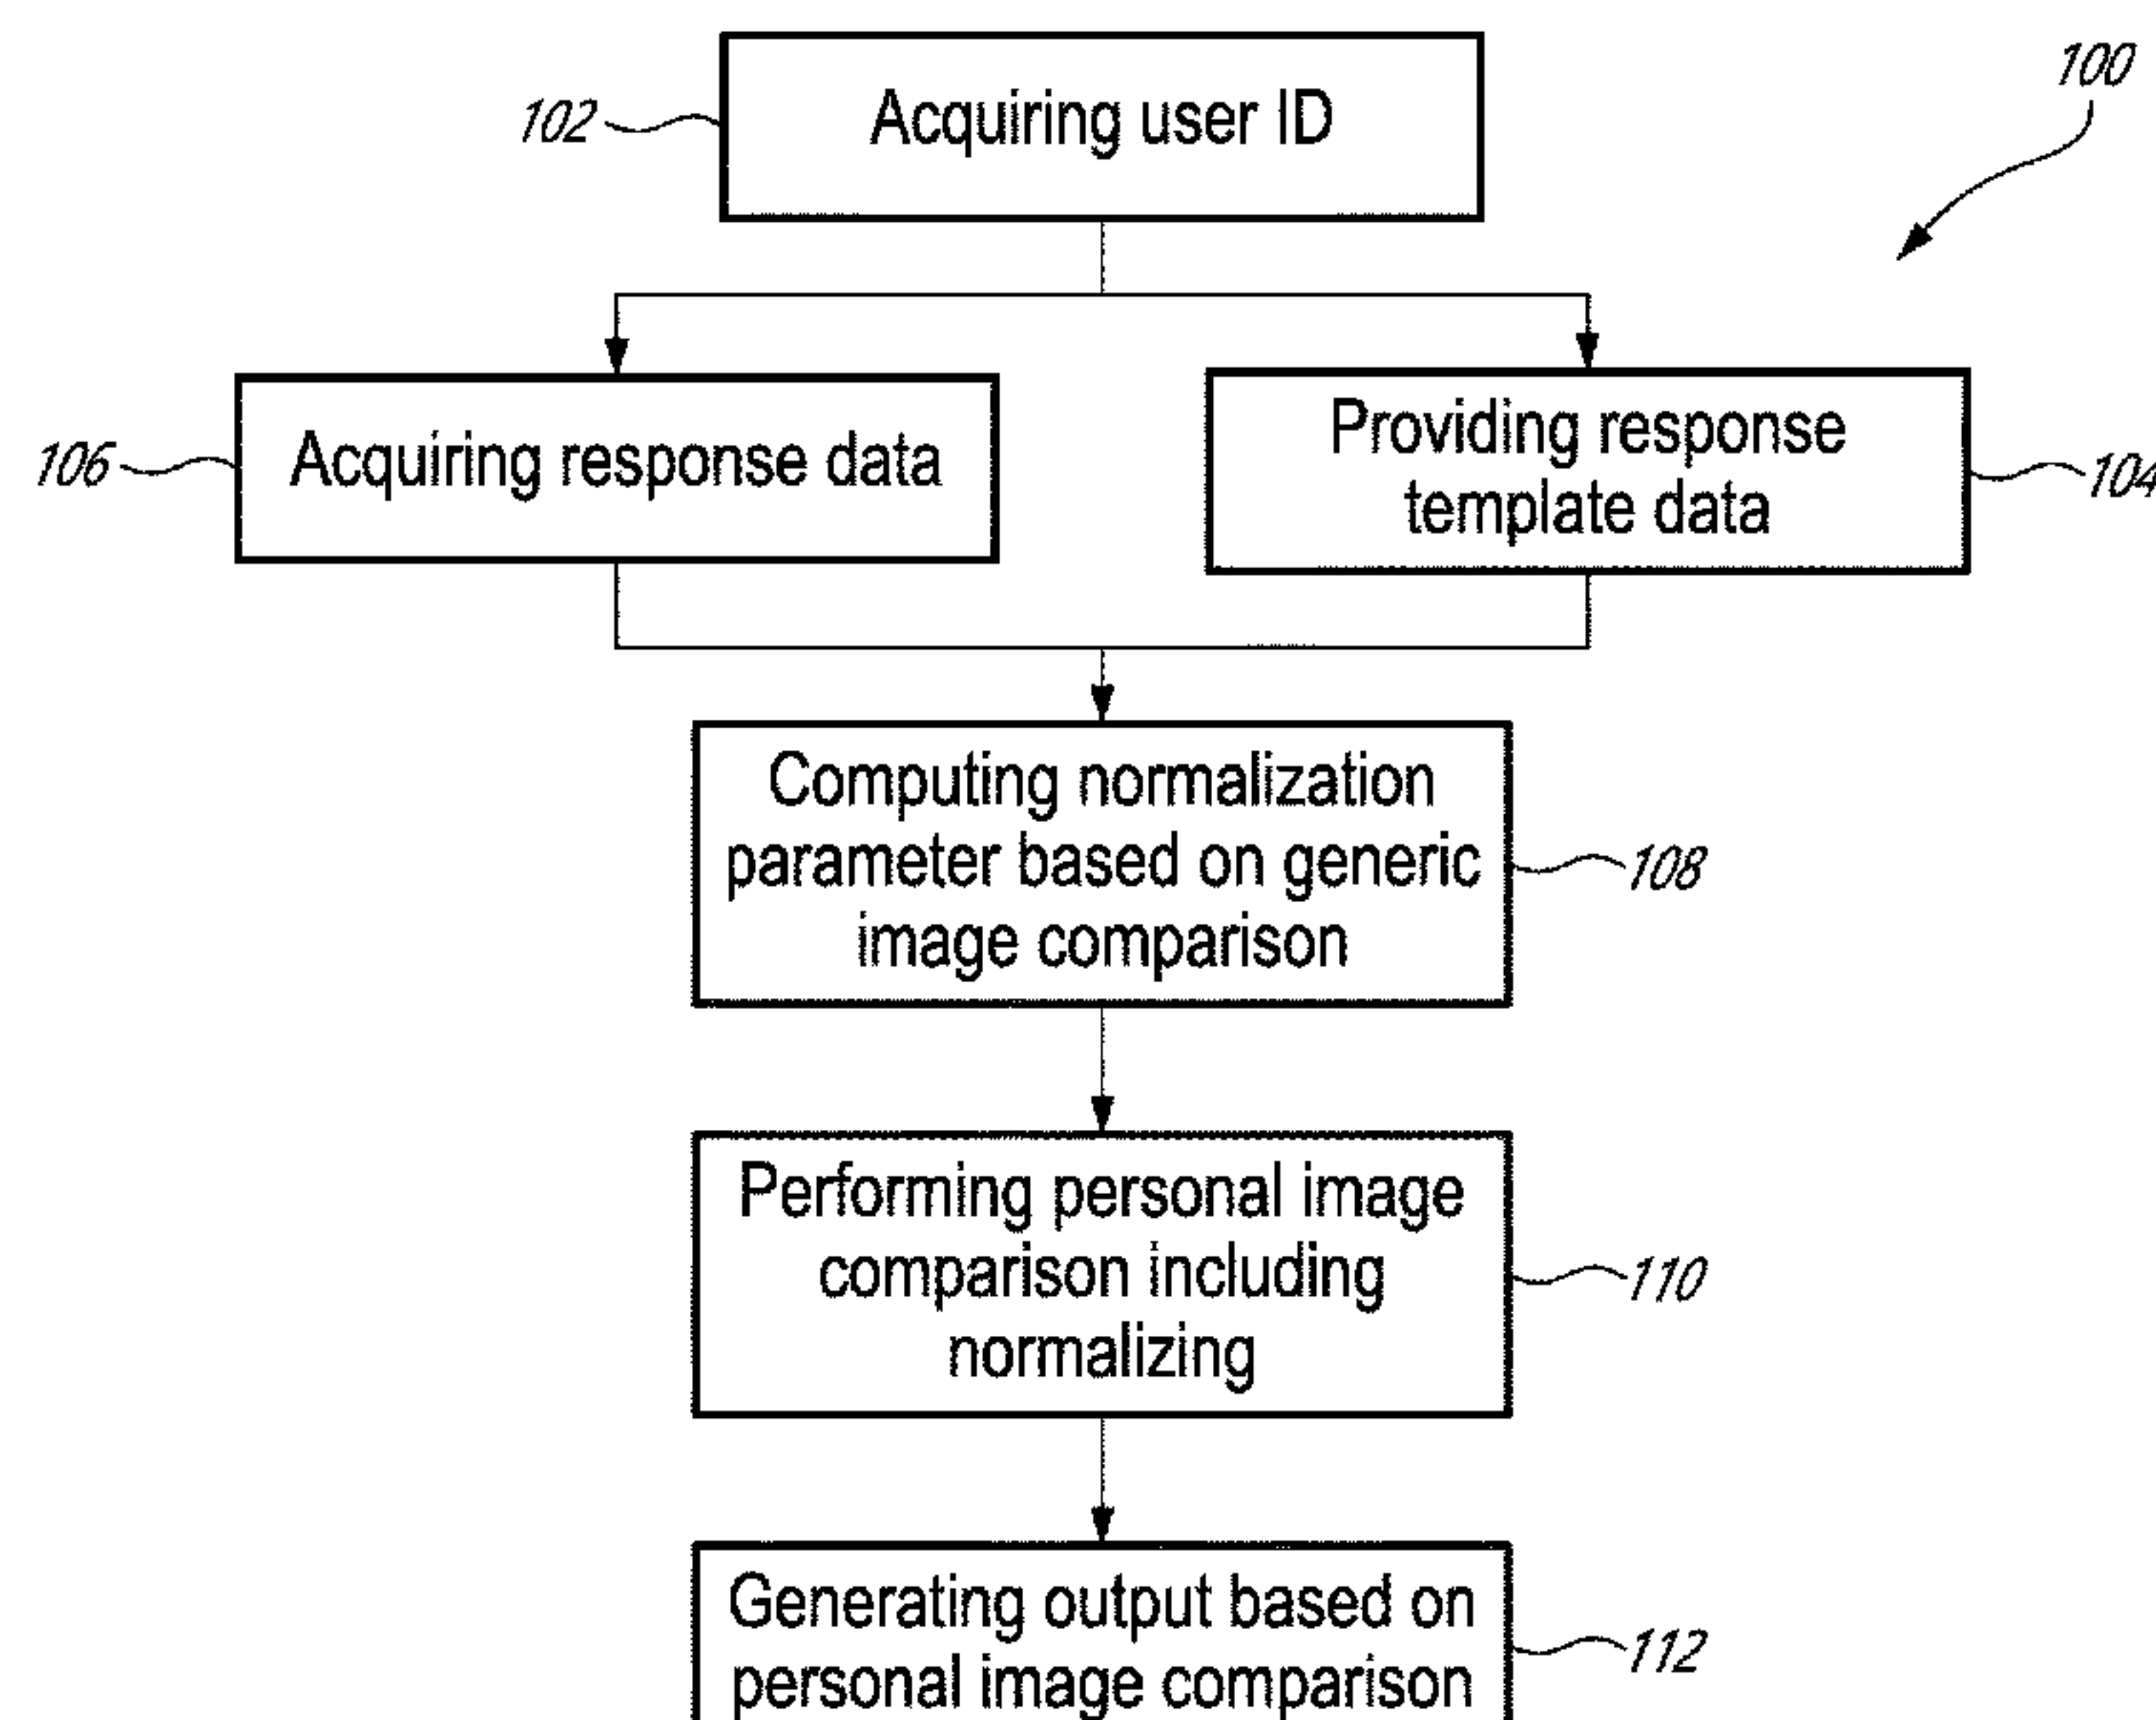 100
102
Acquiring user ID
106
Acquiring response data
Providing response
template data
104
Computing normalization
parameter based on generic
image comparison
108
Performing personal image
comparison including
normalizing
110
Generating output based on
personal image comparison
112